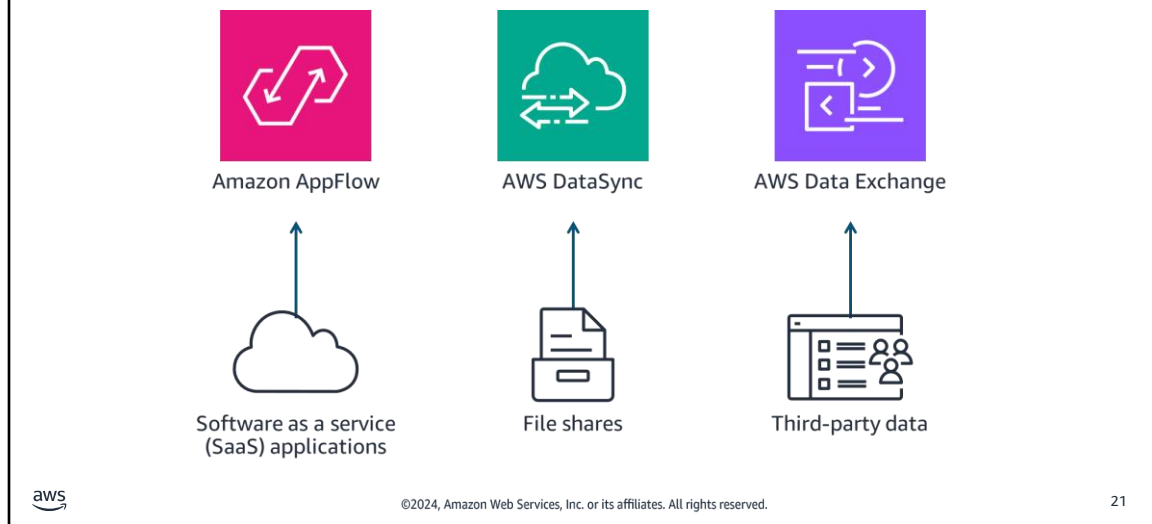 Amazon AppFlow
AWS DataSync
AWS Data Exchange
Software as a service
(SaaS) applications
File shares
Third-party data
aws
©2024, Amazon Web Services, Inc. or its affiliates. All rights reserved.
21